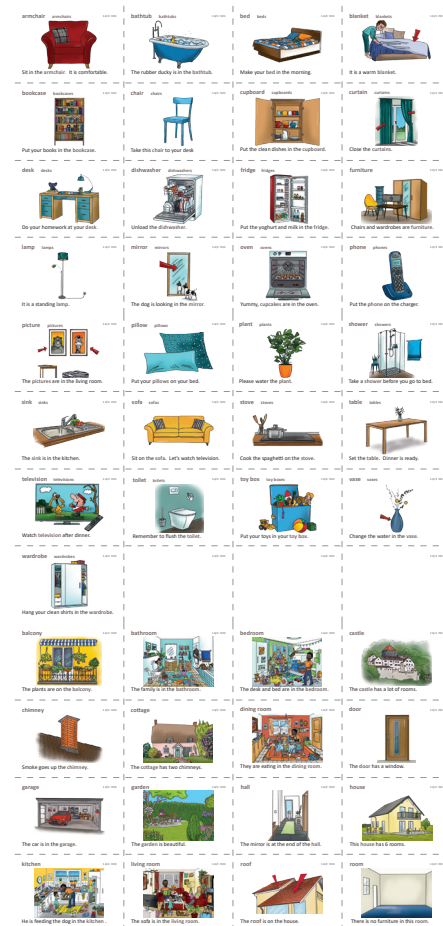 armchair armchairs
Sit in the armchair. It is comfortable.
bathtub bathtubs
The rubber ducky is in the bathtub.
bed beds
Make your bed in the morning.
blanket blankets
It is a warm blanket.
bookcase bookcases
Put your books in the bookcase.
chair chairs
Take this chair to your desk
cupboard cupboards
Put the clean dishes in the cupboard.
curtain curtains
Close the curtains.
desk desks
Do your homework at your desk.
dishwasher dishwashers
Unload the dishwasher.
fridge fridges
Put the yoghurt and milk in the fridge.
furniture
Chairs and wardrobes are furniture.
lamp lamps
It is a standing lamp.
mirror mirrors
The dog is looking in the mirror.
oven ovens
Yummy, cupcakes are in the oven.
phone phones
Put the phone on the charger.
picture pictures
The pictures are in the living room.
pillow pillows
Put your pillows on your bed.
plant plants
Please water the plant.
shower showers
Take a shower before you go to bed.
sink sinks
The sink is in the kitchen.
sofa sofas
Sit on the sofa. Let's watch television.
stove stoves
Cook the spaghetti on the stove.
table tables
Set the table. Dinner is ready.
television televisions
Watch television after dinner.
toilet toilets
Remember to flush the toilet.
toy box toy boxes
Put your toys in your toy box.
vase vases
Change the water in the vase.
wardrobe wardrobes
Hang your clean shirts in the wardrobe.
balcony
The plants are on the balcony.
bathroom
The family is in the bathroom.
bedroom
The desk and bed are in the bedroom.
castle
The castle has a lot of rooms.
chimney
Smoke goes up the chimney.
cottage
The cottage has two chimneys.
dining room
They are eating in the dining room.
door
The door has a window.
garage
The car is in the garage.
garden
The garden is beautiful.
hall
The mirror is at the end of the hall.
house
This house has 6 rooms.
kitchen
He is feeding the dog in the kitchen.
living room
The sofa is in the living room.
roof
The roof is on the house.
room
There is no furniture in this room.